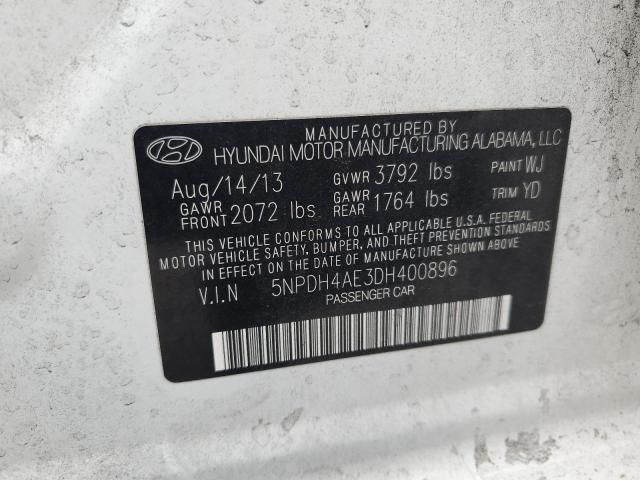 MANUFACTURED BY
HYUNDAI MOTOR MANUFACTURING ALABAMA, LLC
Aug/14/13 GVWR 3792 lbs PAINT WJ
GAWR FRONT 2072 lbs GAWR REAR 1764 lbs TRIM YD
THIS VEHICLE CONFORMS TO ALL APPLICABLE U.S.A. FEDERAL
MOTOR VEHICLE SAFETY, BUMPER, AND THEFT PREVENTION STANDARDS
IN EFFECT ON THE DATE OF MANUFACTURE SHOWN ABOVE.
V.I.N 5NPDH4AE3DH400896
PASSENGER CAR